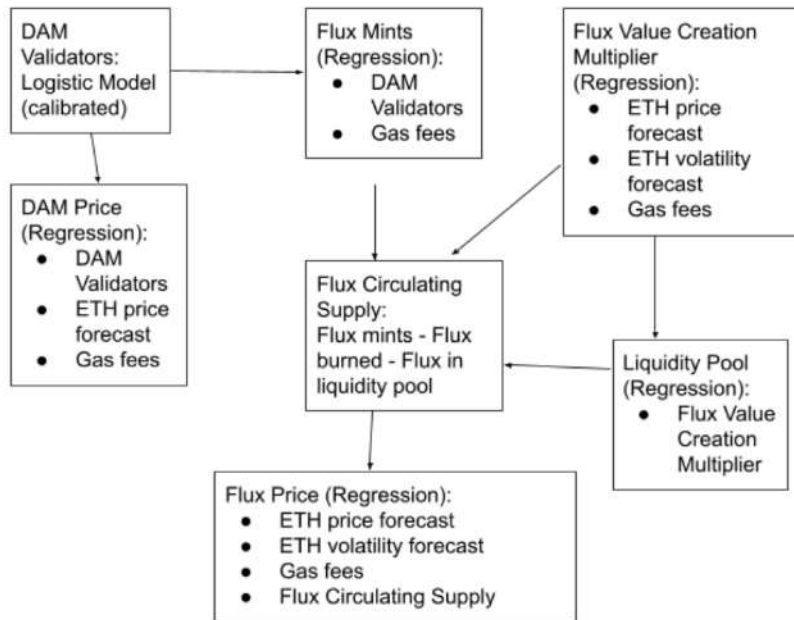 DAM
Validators:
Logistic Model
(calibrated)
Flux Mints
(Regression):
● DAM
Validators
● Gas fees
Flux Value Creation
Multiplier
(Regression):
● ETH price
forecast
● ETH volatility
forecast
● Gas fees
DAM Price
(Regression):
● DAM
Validators
● ETH price
forecast
● Gas fees
Flux Circulating
Supply:
Flux mints - Flux
burned - Flux in
liquidity pool
Liquidity Pool
(Regression):
● Flux Value
Creation
Multiplier
Flux Price (Regression):
● ETH price forecast
● ETH volatility forecast
● Gas fees
● Flux Circulating Supply